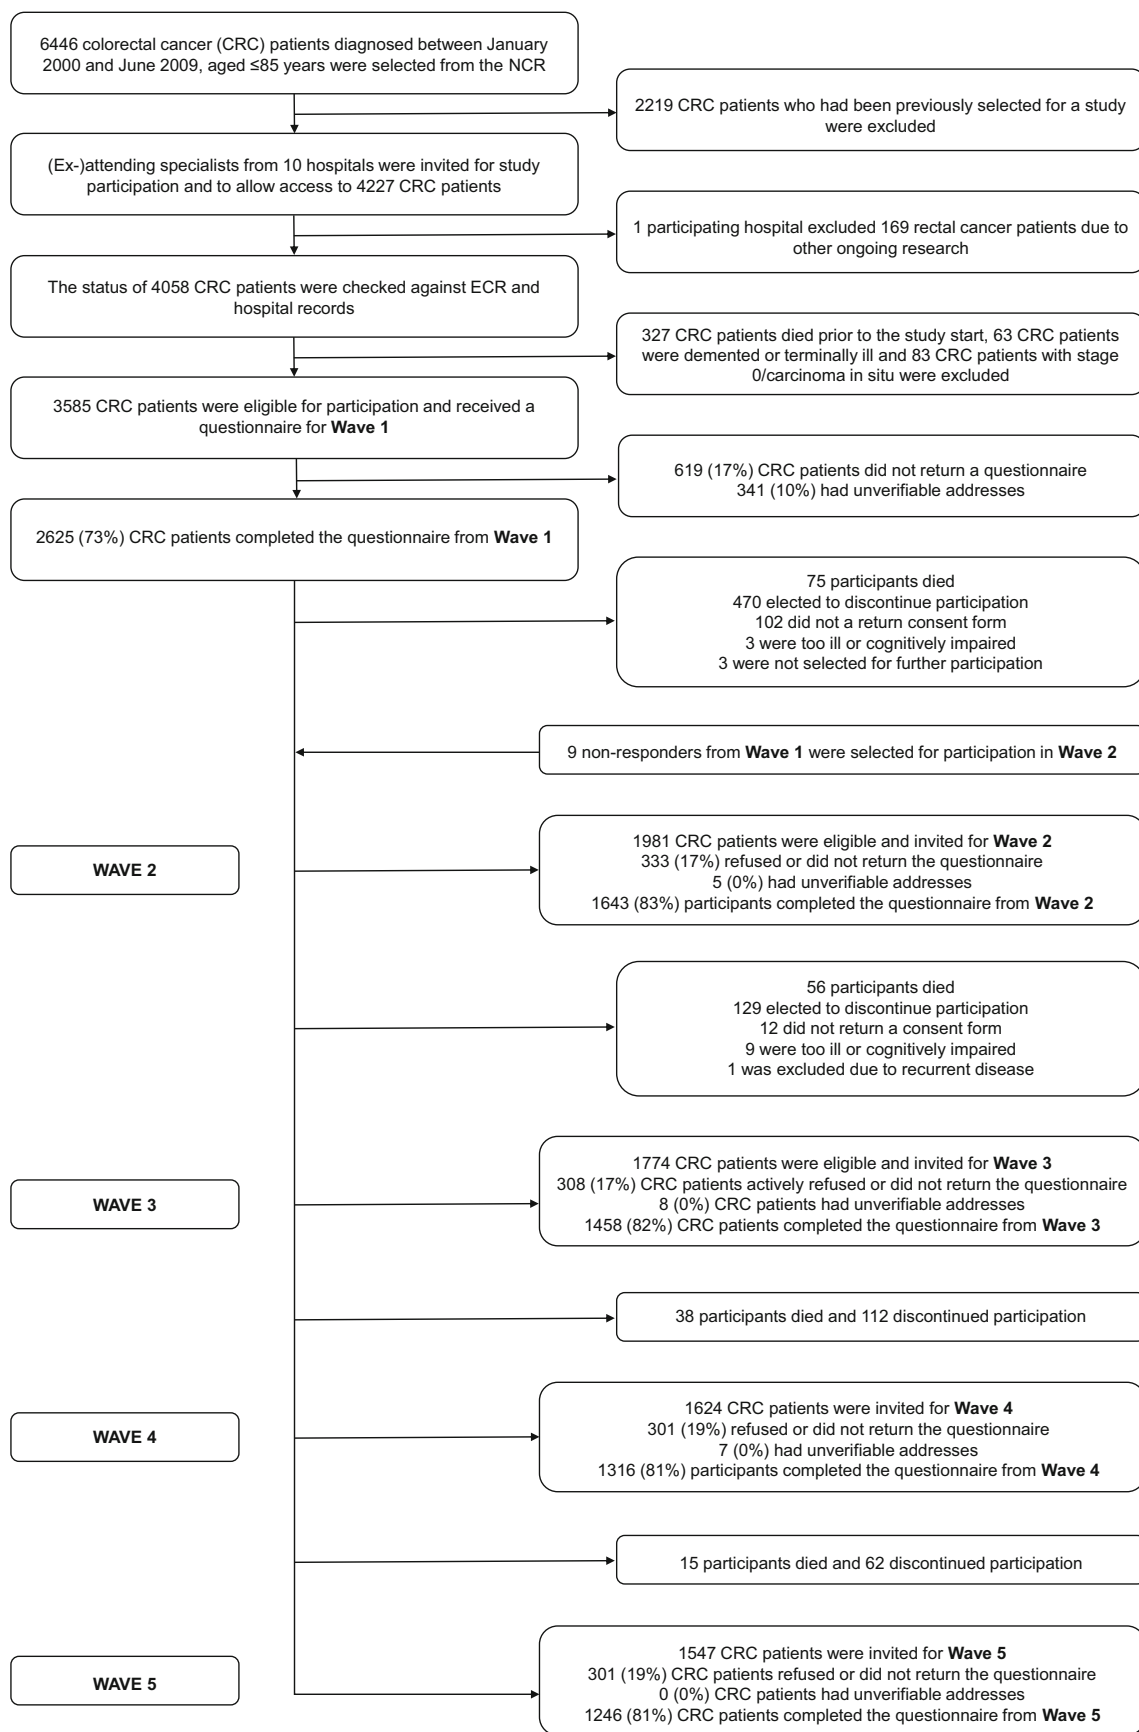 6446 colorectal cancer (CRC) patients diagnosed between January
2000 and June 2009, aged ≤85 years were selected from the NCR
2219 CRC patients who had been previously selected for a study
were excluded
(Ex-)attending specialists from 10 hospitals were invited for study
participation and to allow access to 4227 CRC patients
1 participating hospital excluded 169 rectal cancer patients due to
other ongoing research
The status of 4058 CRC patients were checked against ECR and
hospital records
327 CRC patients died prior to the study start, 63 CRC patients
were demented or terminally ill and 83 CRC patients with stage
0/carcinoma in situ were excluded
3585 CRC patients were eligible for participation and received a
questionnaire for Wave 1
619 (17%) CRC patients did not return a questionnaire
341 (10%) had unverifiable addresses
2625 (73%) CRC patients completed the questionnaire from Wave 1
75 participants died
470 elected to discontinue participation
102 did not a return consent form
3 were too ill or cognitively impaired
3 were not selected for further participation
9 non-responders from Wave 1 were selected for participation in Wave 2
WAVE 2
1981 CRC patients were eligible and invited for Wave 2
333 (17%) refused or did not return the questionnaire
5 (0%) had unverifiable addresses
1643 (83%) participants completed the questionnaire from Wave 2
56 participants died
129 elected to discontinue participation
12 did not return a consent form
9 were too ill or cognitively impaired
1 was excluded due to recurrent disease
WAVE 3
1774 CRC patients were eligible and invited for Wave 3
308 (17%) CRC patients actively refused or did not return the questionnaire
8 (0%) CRC patients had unverifiable addresses
1458 (82%) CRC patients completed the questionnaire from Wave 3
38 participants died and 112 discontinued participation
WAVE 4
1624 CRC patients were invited for Wave 4
301 (19%) refused or did not return the questionnaire
7 (0%) had unverifiable addresses
1316 (81%) participants completed the questionnaire from Wave 4
15 participants died and 62 discontinued participation
WAVE 5
1547 CRC patients were invited for Wave 5
301 (19%) CRC patients refused or did not return the questionnaire
0 (0%) CRC patients had unverifiable addresses
1246 (81%) CRC patients completed the questionnaire from Wave 5